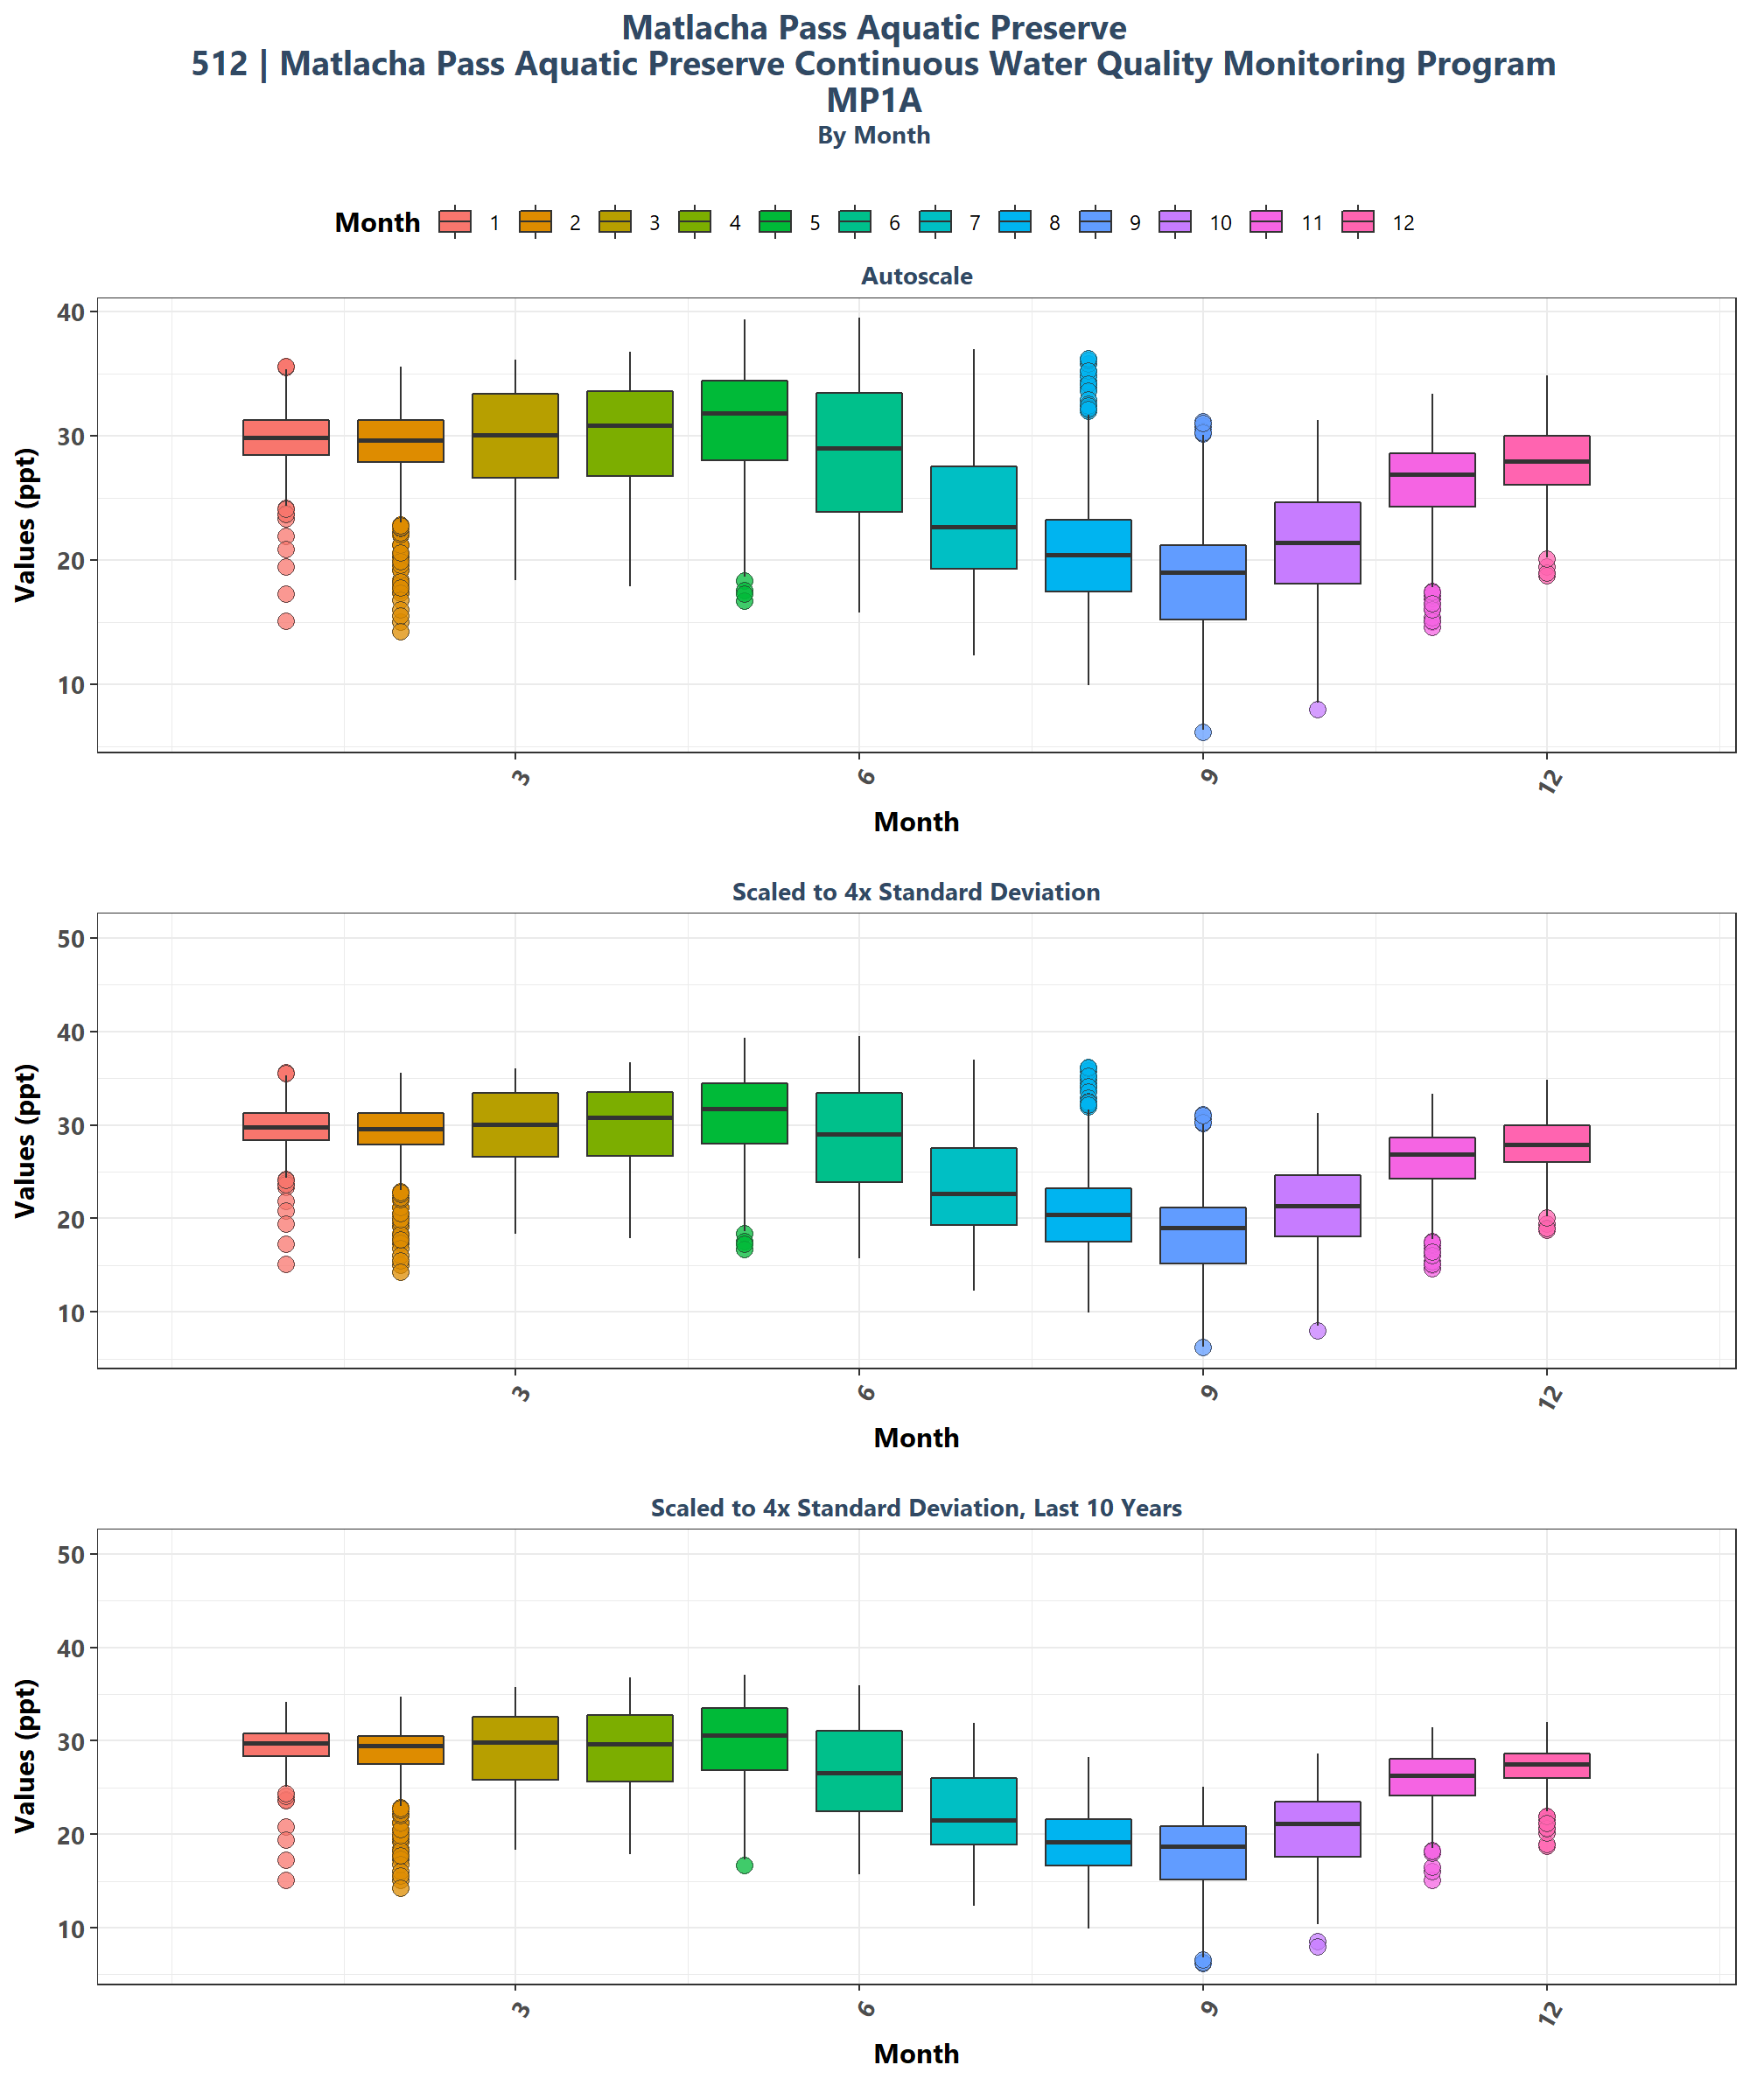 Matlacha Pass Aquatic Preserve
512 | Matlacha Pass Aquatic Preserve Continuous Water Quality Monitoring Program
MP1A
By Month
Month 1 2 3 4 5 6 7 8 9 10 11 12
Autoscale
Values (ppt)
40
30
20
10
3 6 9 12
Month
Scaled to 4x Standard Deviation
Values (ppt)
50
40
30
20
10
3 6 9 12
Month
Scaled to 4x Standard Deviation, Last 10 Years
Values (ppt)
50
40
30
20
10
3 6 9 12
Month